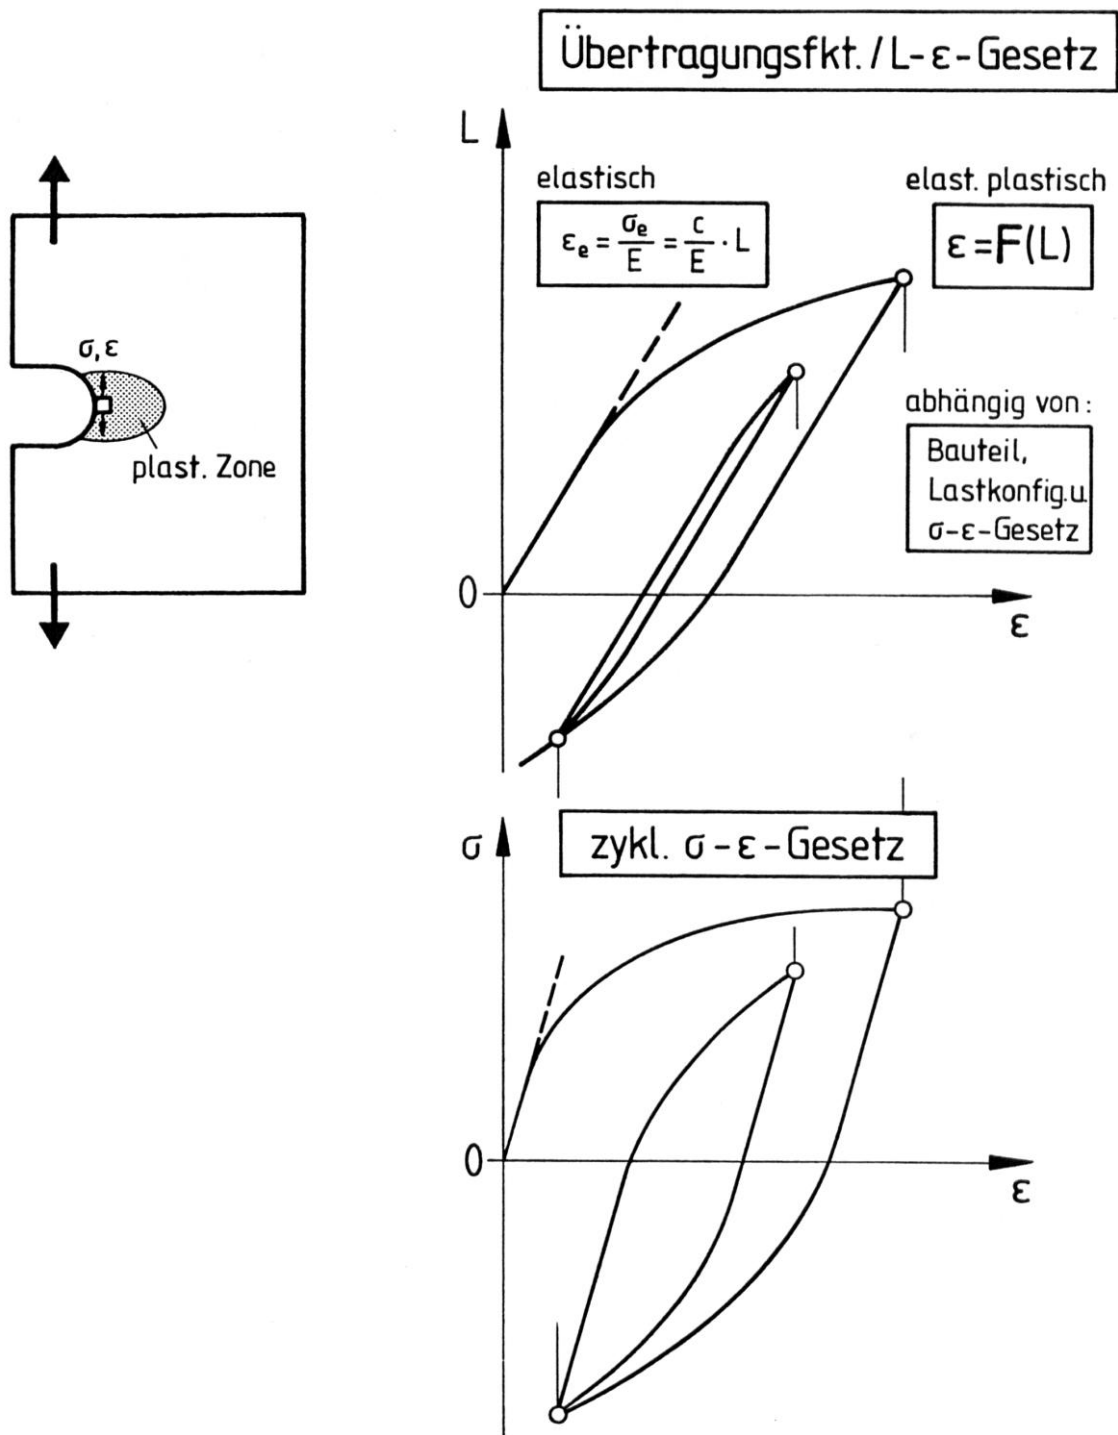 Übertragungsfkt. / L-ε-Gesetz
L
elastisch
εₑ = σₑ/E = c/E · L
elast. plastisch
ε = F(L)
σ, ε
plast. Zone
abhängig von:
Bauteil,
Lastkonfig.u.
σ-ε-Gesetz
0
ε
σ
zykl. σ-ε-Gesetz
0
ε